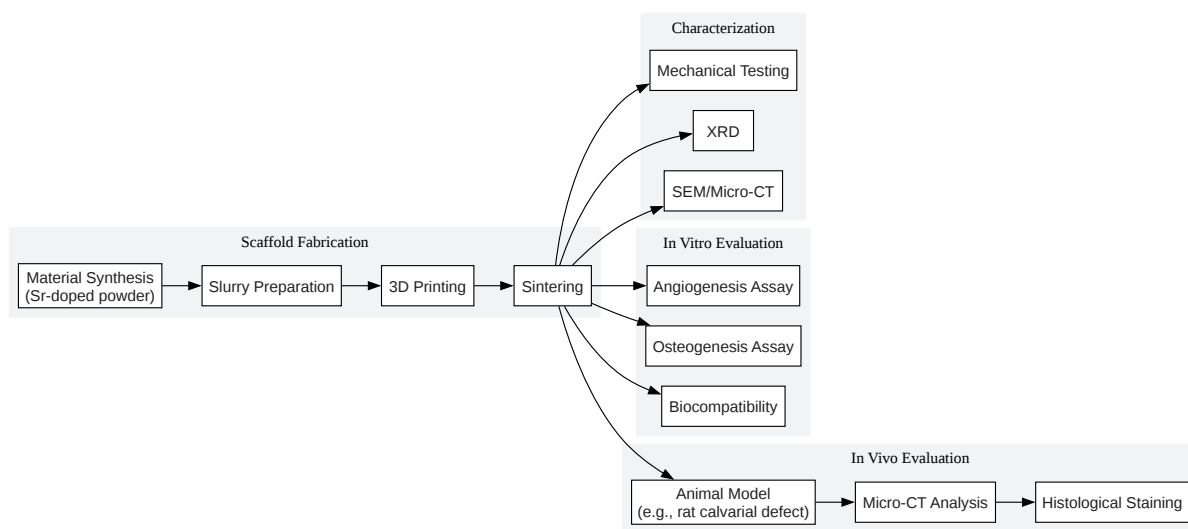 Characterization
Mechanical Testing
XRD
SEM/Micro-CT
Scaffold Fabrication
Material Synthesis
(Sr-doped powder)
Slurry Preparation
3D Printing
Sintering
In Vitro Evaluation
Angiogenesis Assay
Osteogenesis Assay
Biocompatibility
In Vivo Evaluation
Animal Model
(e.g., rat calvarial defect)
Micro-CT Analysis
Histological Staining